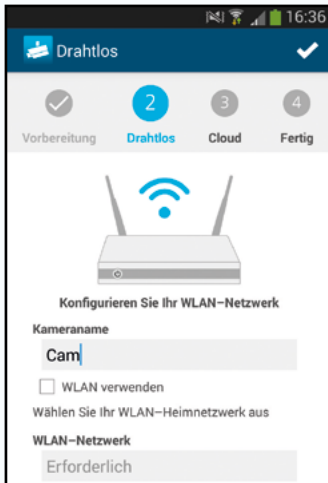 16:36
Drahtlos
2 3 4
Vorbereitung Drahtlos Cloud Fertig
Konfigurieren Sie Ihr WLAN-Netzwerk
Kameraname
Cam
WLAN verwenden
Wählen Sie Ihr WLAN-Heimnetzwerk aus
WLAN-Netzwerk
Erforderlich